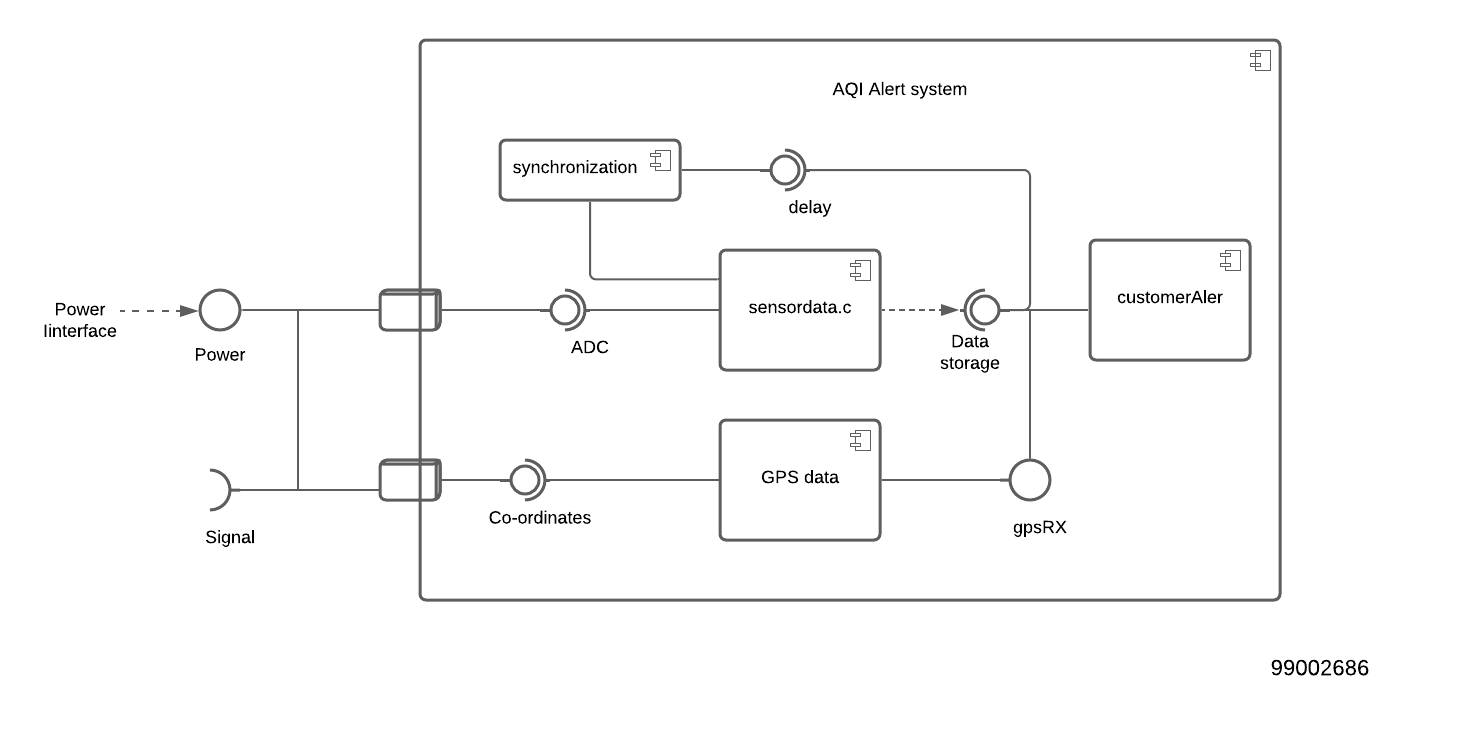 AQI Alert system
synchronization
delay
Power
Iinterface
Power
ADC
sensordata.c
Data
storage
customerAler
Signal
Co-ordinates
GPS data
gpsRX
99002686